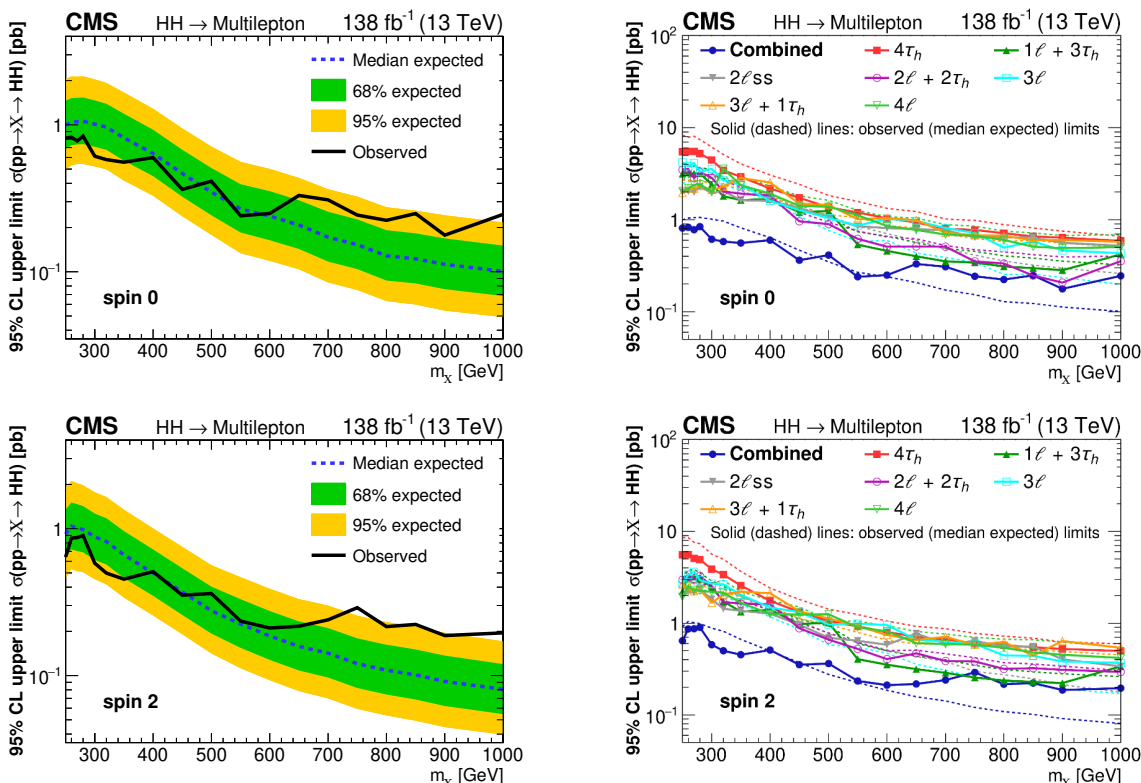 CMS HH → Multilepton 138 fb⁻¹ (13 TeV)
95% CL upper limit σ(pp→X→HH) [pb]
Median expected
68% expected
95% expected
Observed
1
10⁻¹
spin 0
300 400 500 600 700 800 900 1000
mX [GeV]
CMS HH → Multilepton 138 fb⁻¹ (13 TeV)
95% CL upper limit σ(pp→X→HH) [pb]
10²
Combined 4τh 1ℓ + 3τh
2ℓss 2ℓ + 2τh 3ℓ
3ℓ + 1τh 4ℓ
Solid (dashed) lines: observed (median expected) limits
10
1
10⁻¹
spin 0
300 400 500 600 700 800 900 1000
mX [GeV]
CMS HH → Multilepton 138 fb⁻¹ (13 TeV)
95% CL upper limit σ(pp→X→HH) [pb]
Median expected
68% expected
95% expected
Observed
1
10⁻¹
spin 2
300 400 500 600 700 800 900 1000
mX [GeV]
CMS HH → Multilepton 138 fb⁻¹ (13 TeV)
95% CL upper limit σ(pp→X→HH) [pb]
10²
Combined 4τh 1ℓ + 3τh
2ℓss 2ℓ + 2τh 3ℓ
3ℓ + 1τh 4ℓ
Solid (dashed) lines: observed (median expected) limits
10
1
10⁻¹
spin 2
300 400 500 600 700 800 900 1000
mX [GeV]